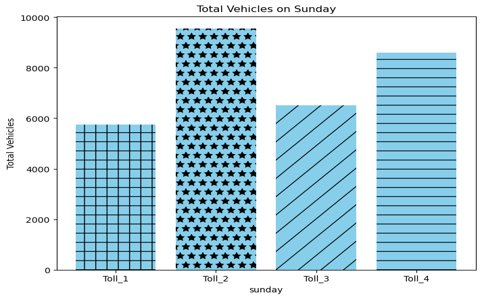 Total Vehicles on Sunday
Total Vehicles
10000
8000
6000
4000
2000
0
Toll_1 Toll_2 Toll_3 Toll_4
sunday